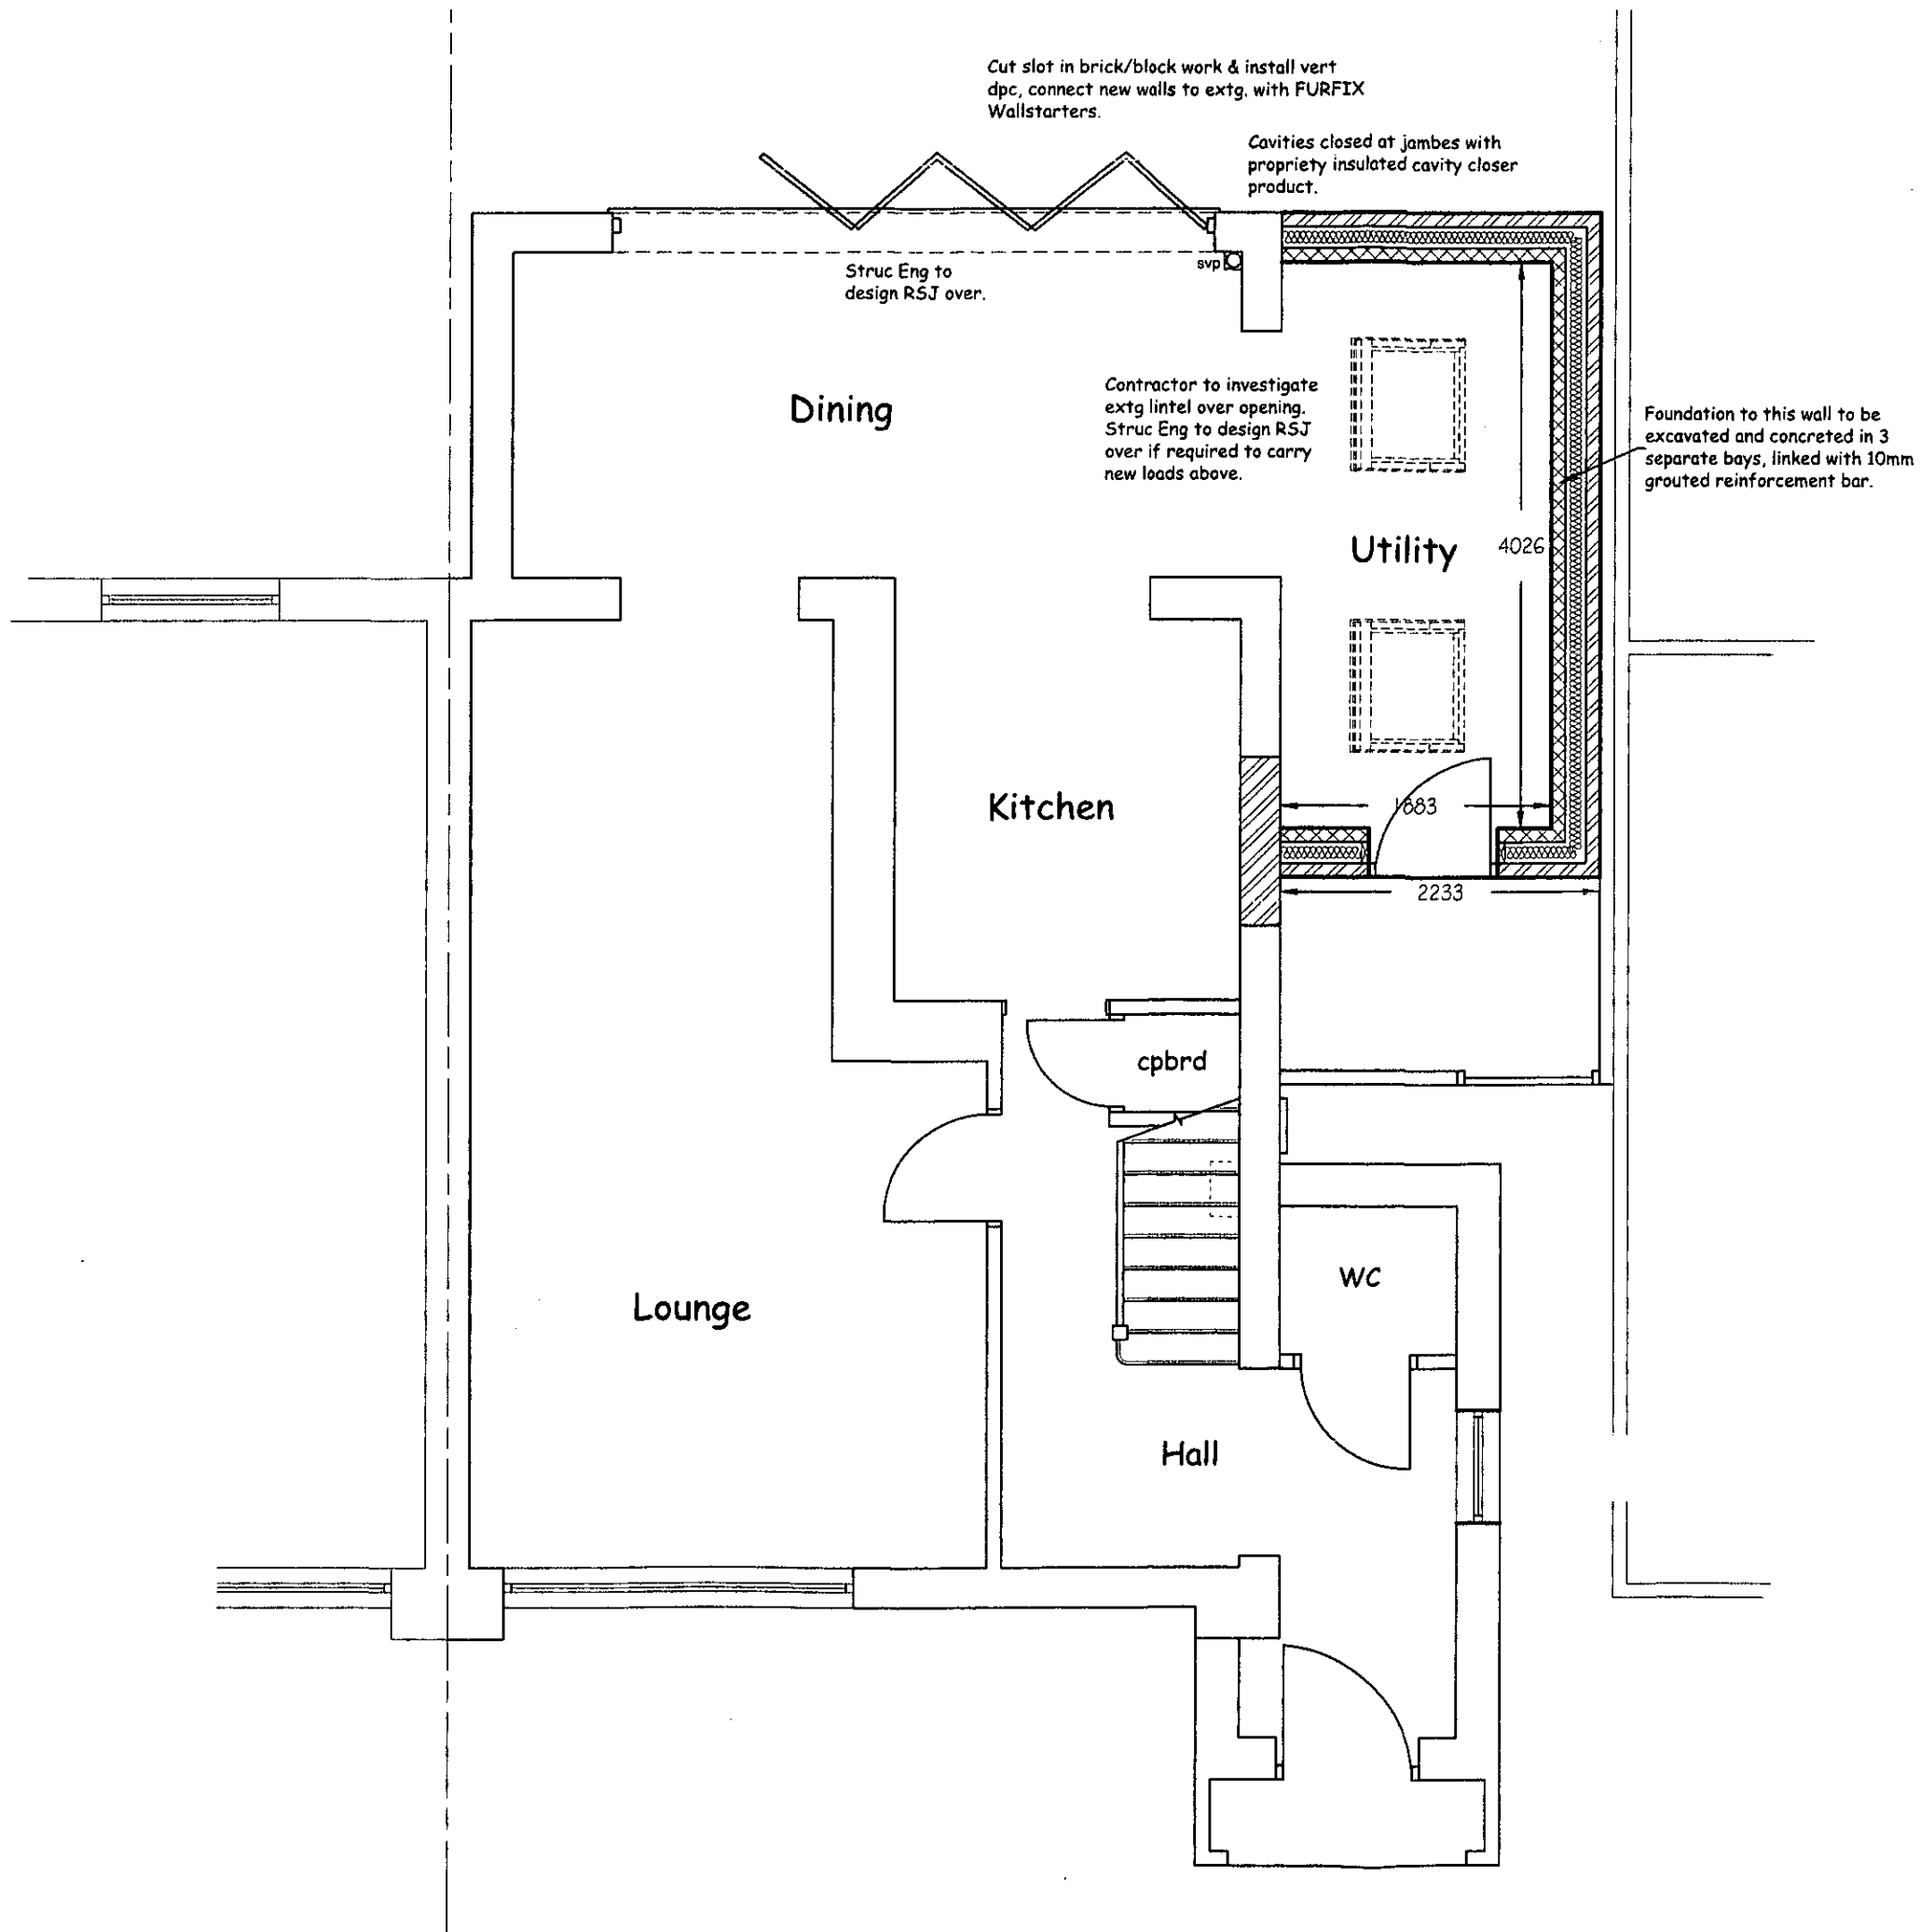 Cut slot in brick/block work & install vert
dpc, connect new walls to extg. with FURFIX
Wallstarters.
Cavities closed at jambes with
propriety insulated cavity closer
product.
svp
Struc Eng to
design RSJ over.
Dining
Contractor to investigate
extg lintel over opening.
Struc Eng to design RSJ
over if required to carry
new loads above.
Foundation to this wall to be
excavated and concreted in 3
separate bays, linked with 10mm
grouted reinforcement bar.
Utility
4026
Kitchen
1883
2233
cpbrd
WC
Lounge
Hall